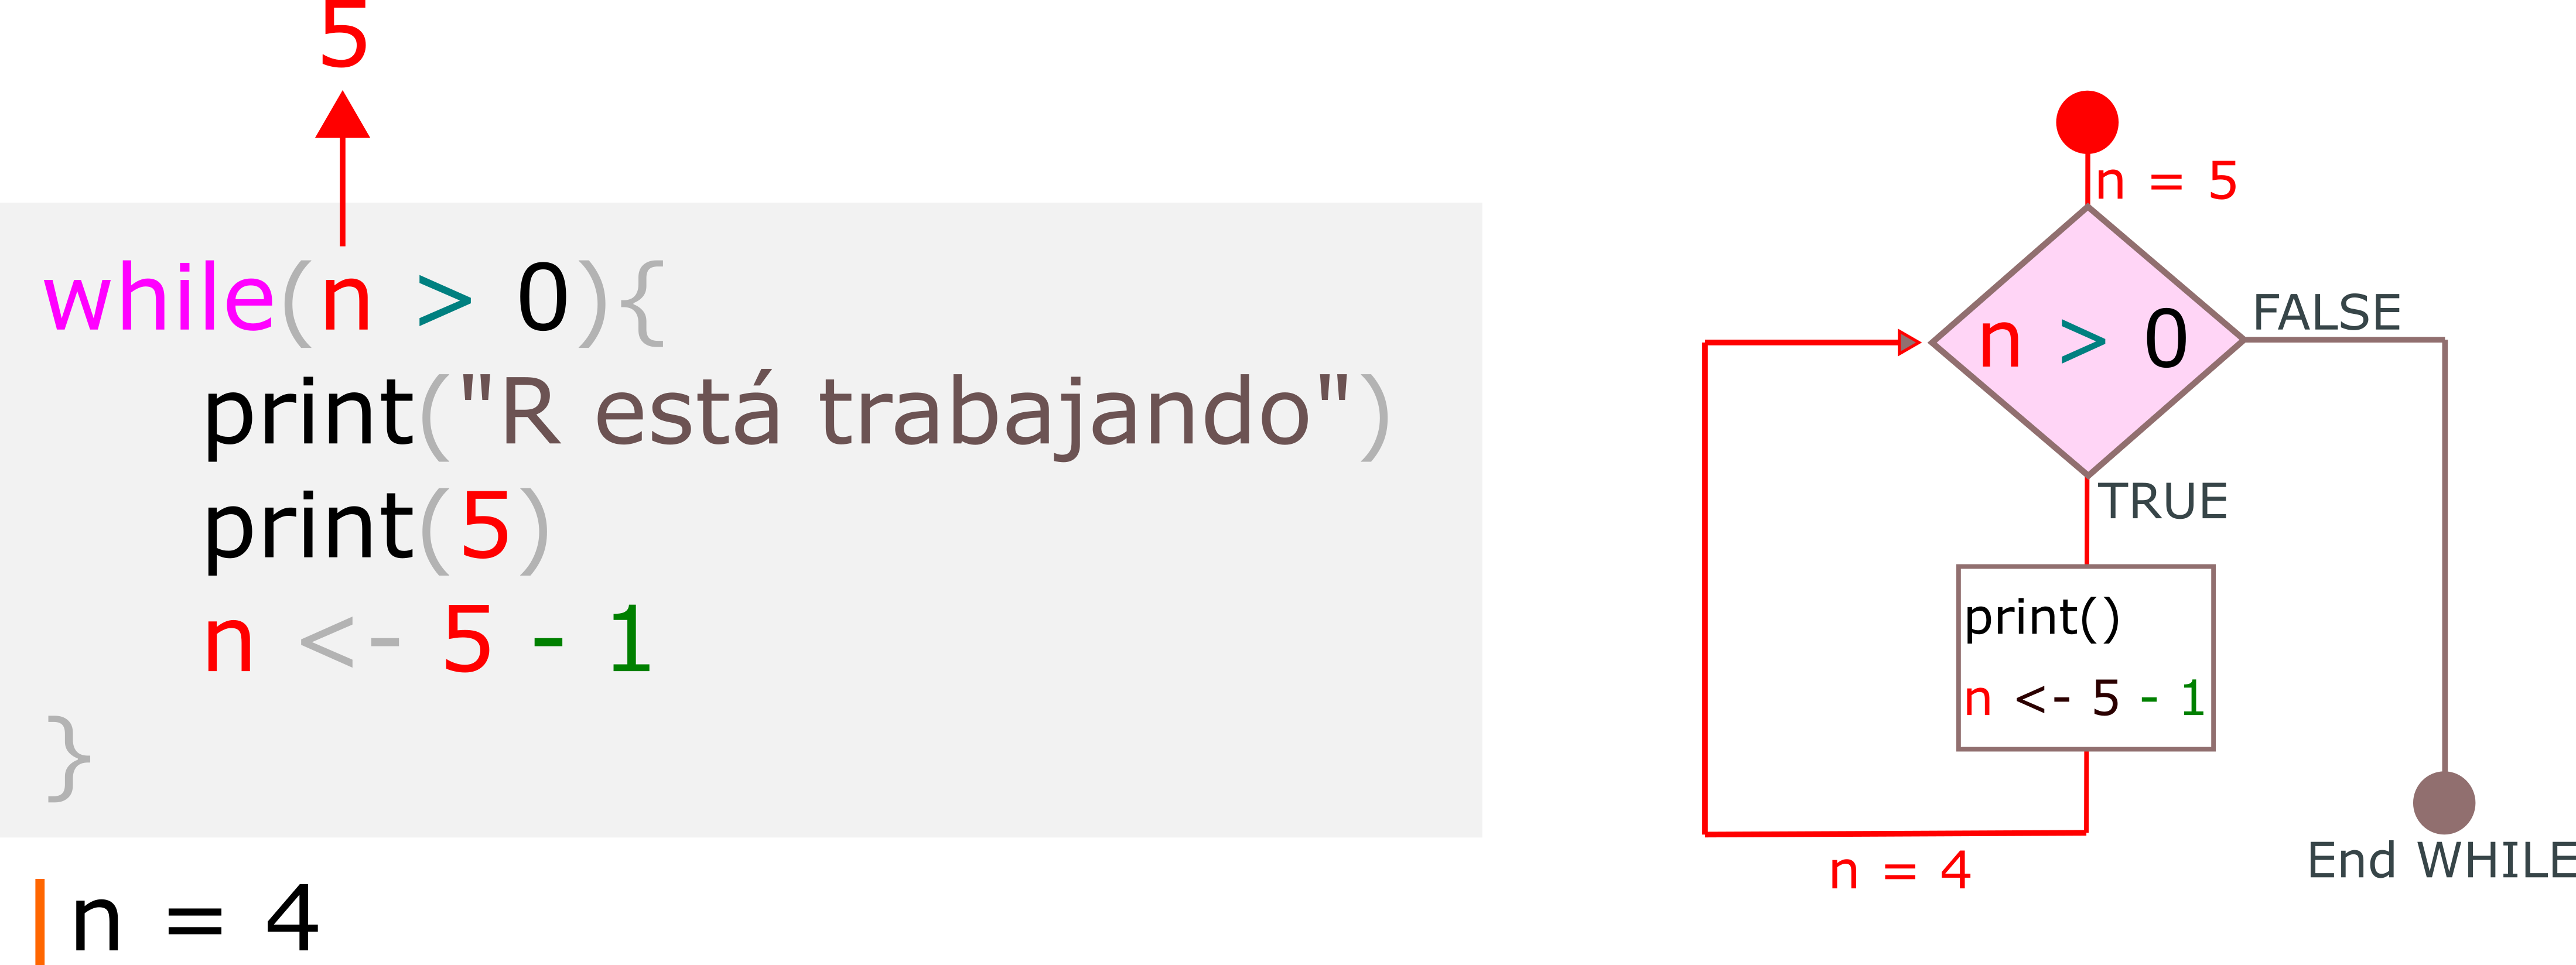 5
while(n > 0){
print("R está trabajando")
print(5)
n <- 5 - 1
}
n = 4
n = 5
n > 0
FALSE
TRUE
print()
n <- 5 - 1
n = 4
End WHILE